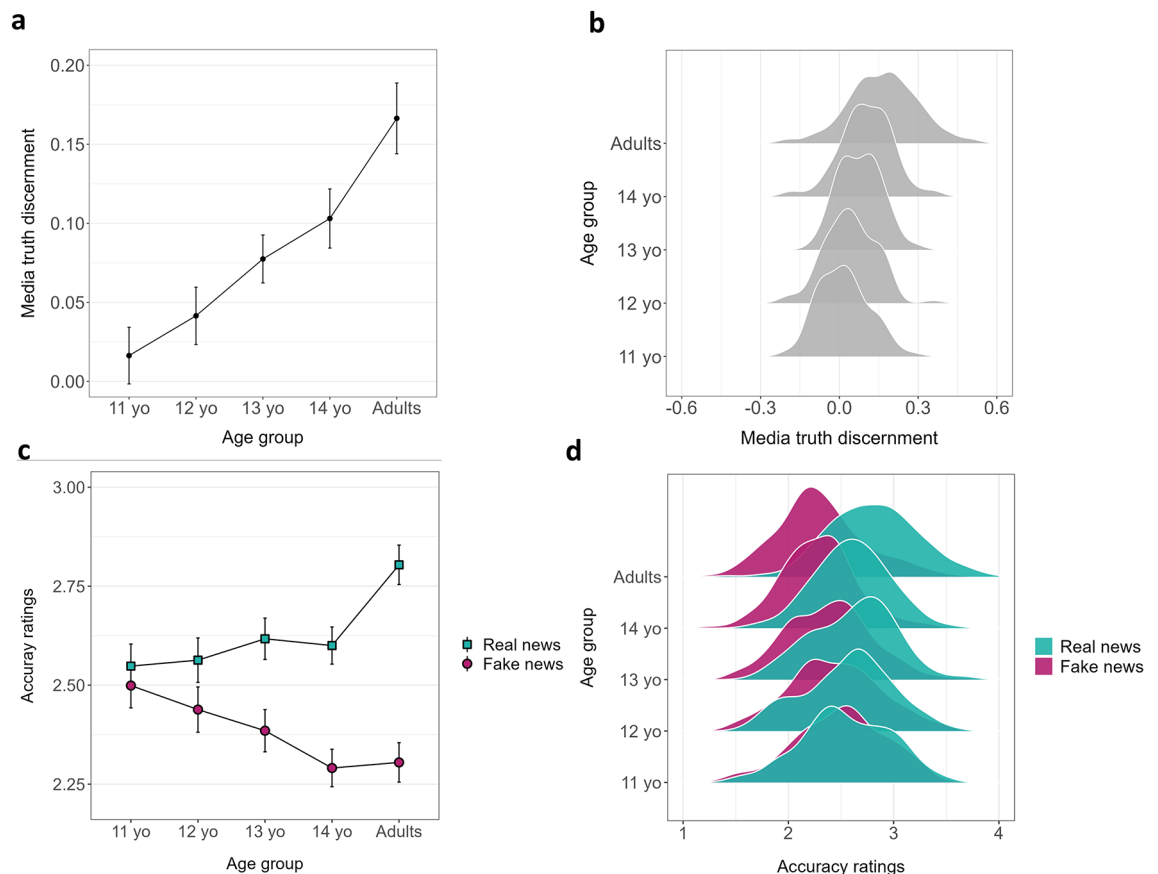 a
0.20
0.15
0.10
0.05
0.00
Media truth discernment
11 yo 12 yo 13 yo 14 yo Adults
Age group
b
Adults
14 yo
13 yo
12 yo
11 yo
Age group
-0.6 -0.3 0.0 0.3 0.6
Media truth discernment
c
3.00
2.75
2.50
2.25
Accuray ratings
11 yo 12 yo 13 yo 14 yo Adults
Age group
Real news
Fake news
d
Adults
14 yo
13 yo
12 yo
11 yo
Age group
1 2 3 4
Accuracy ratings
Real news
Fake news